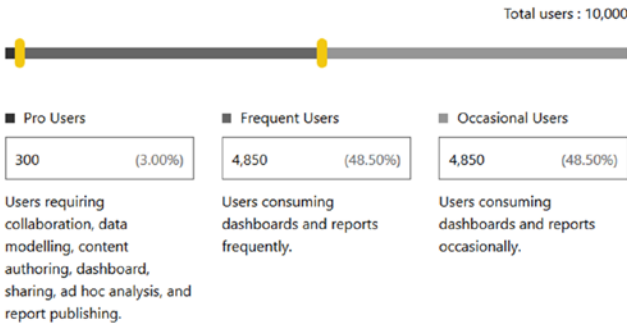 Total users : 10,000
Pro Users
300 (3.00%)
Users requiring
collaboration, data
modelling, content
authoring, dashboard,
sharing, ad hoc analysis, and
report publishing.
Frequent Users
4,850 (48.50%)
Users consuming
dashboards and reports
frequently.
Occasional Users
4,850 (48.50%)
Users consuming
dashboards and reports
occasionally.